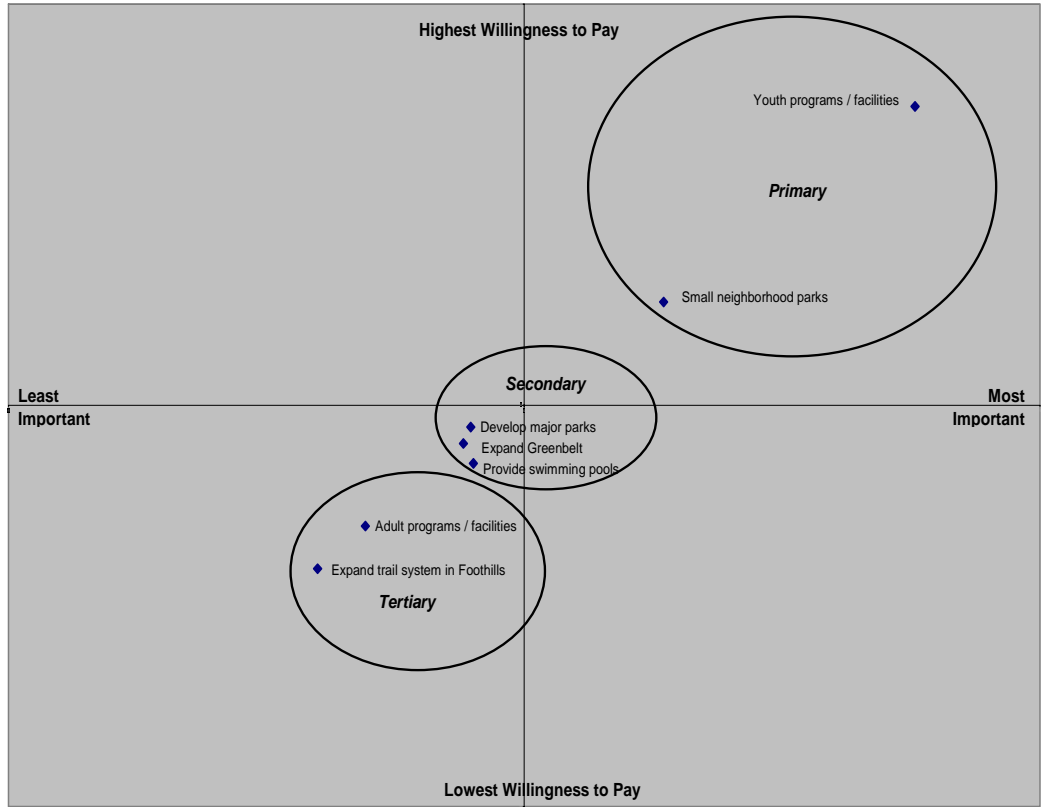 Highest Willingness to Pay
Youth programs / facilities
Primary
Small neighborhood parks
Secondary
Least
Important
Most
Important
Develop major parks
Expand Greenbelt
Provide swimming pools
Adult programs / facilities
Expand trail system in Foothills
Tertiary
Lowest Willingness to Pay